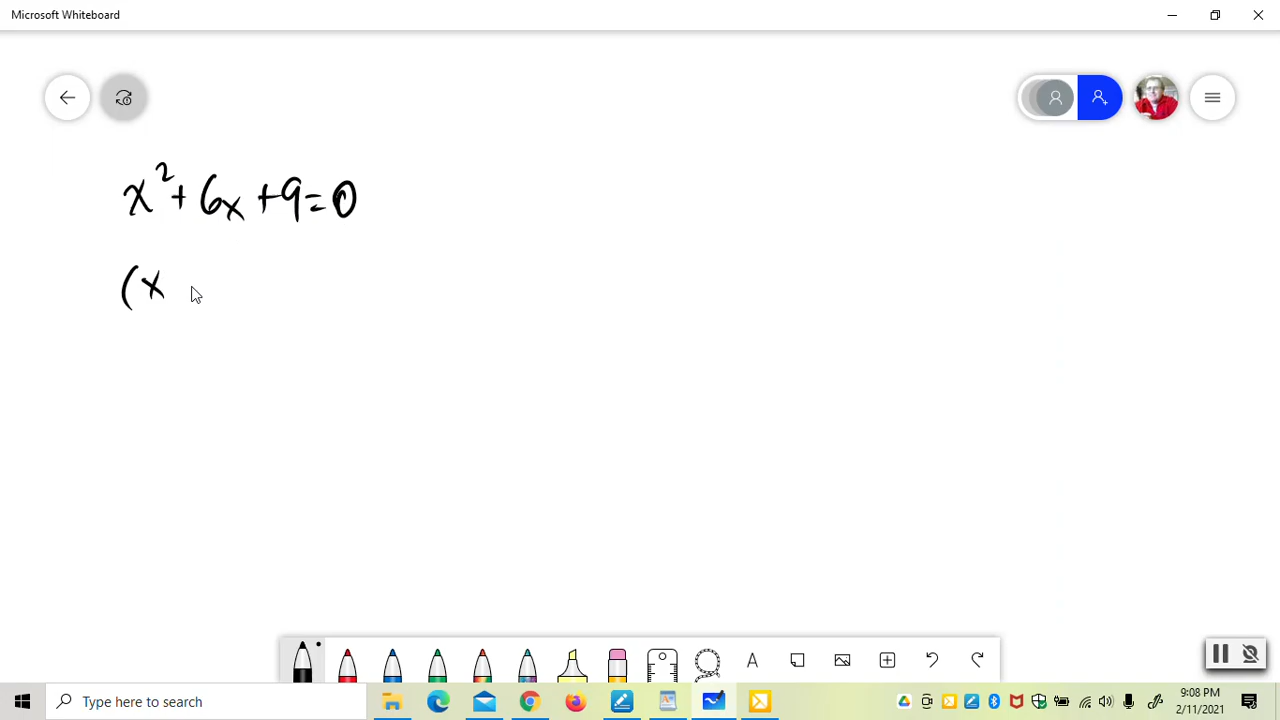 Microsoft Whiteboard
x² + 6x + 9 = 0
(x
A
Type here to search
9:08 PM
2/11/2021